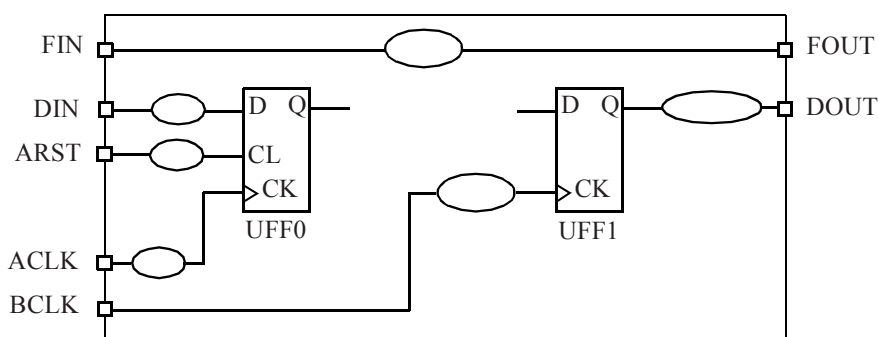 FIN
FOUT
DIN
D Q
D Q
DOUT
ARST
CL
CK
CK
UFF0
UFF1
ACLK
BCLK